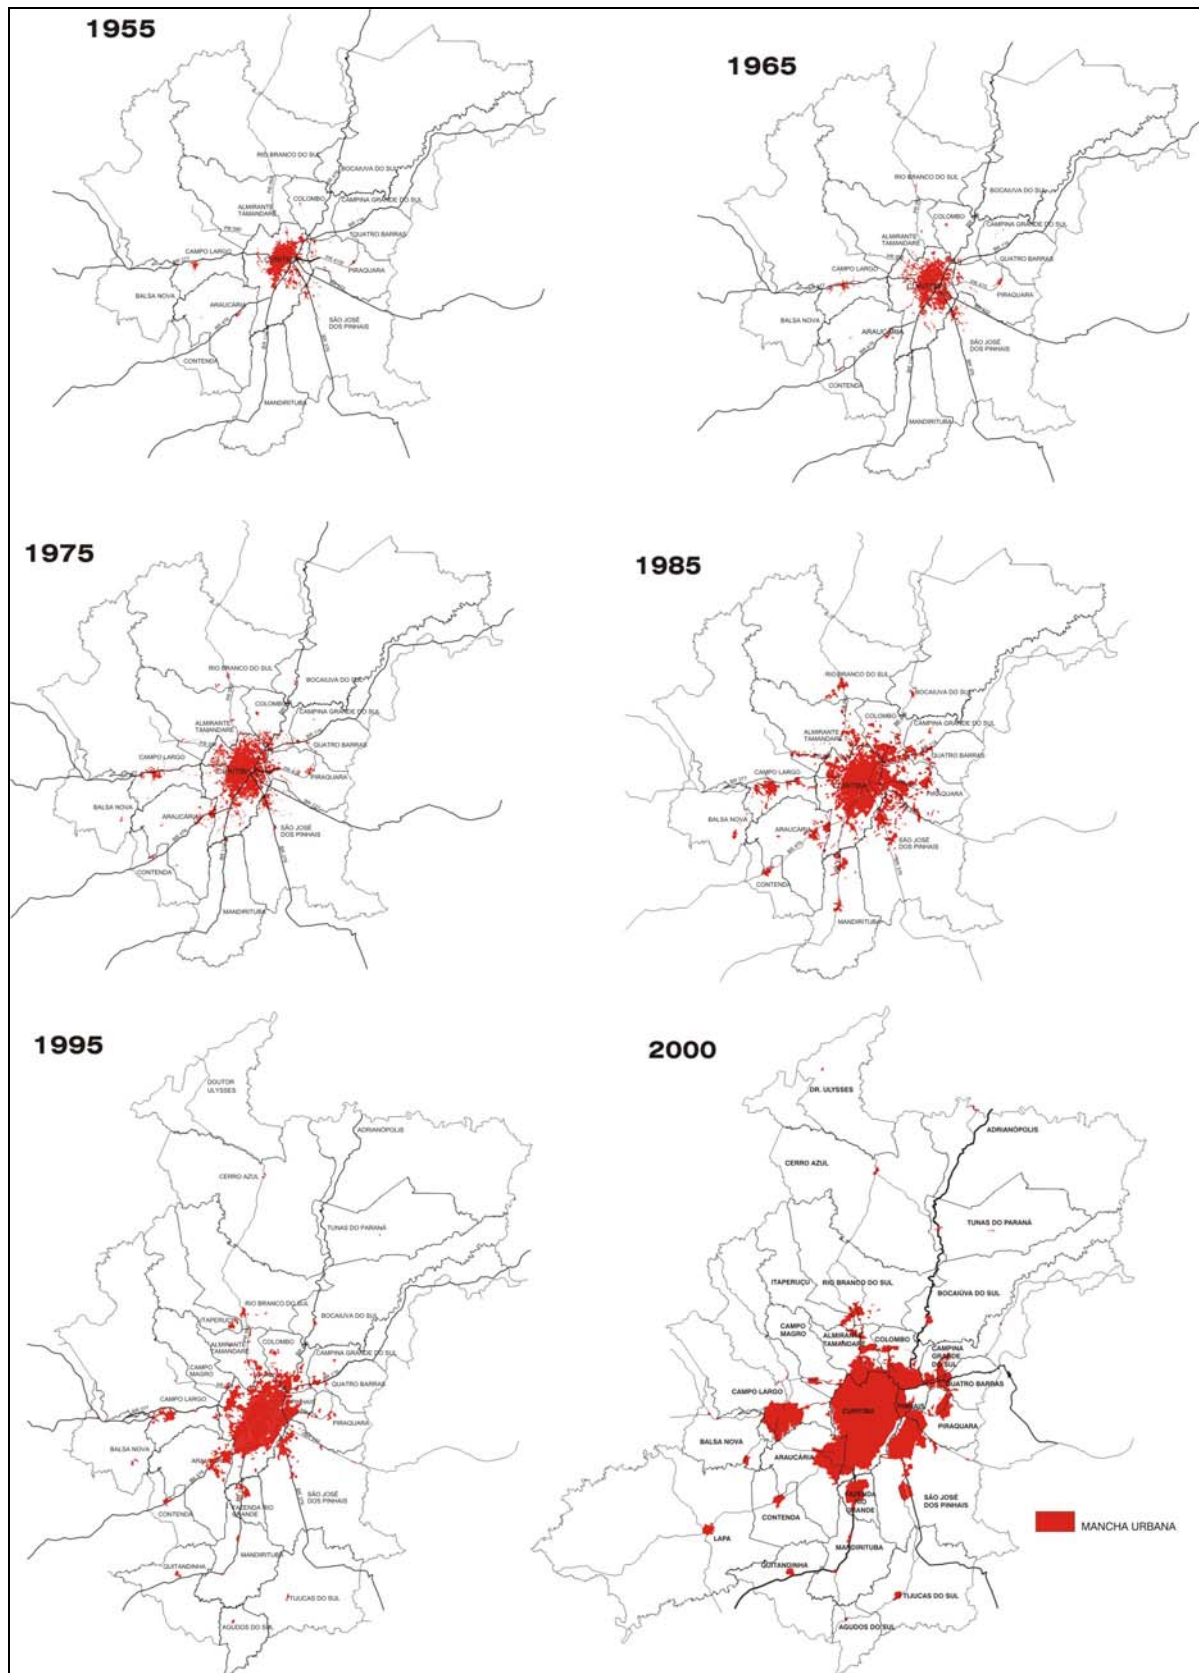 1955
RIO BRANCO DO SUL
BOCAIUVA DO SUL
COLOMBO
CAMPINA GRANDE DO SUL
ALMIRANTE
TAMANDARÉ
QUATRO BARRAS
CAMPO LARGO
PIRAQUARA
BALSA NOVA
ARAUCÁRIA
SÃO JOSÉ
DOS PINHAIS
CONTENDA
MANDIRITUBA
1965
RIO BRANCO DO SUL
BOCAIUVA DO SUL
COLOMBO
CAMPINA GRANDE DO SUL
ALMIRANTE
TAMANDARÉ
QUATRO BARRAS
CAMPO LARGO
PIRAQUARA
BALSA NOVA
ARAUCÁRIA
SÃO JOSÉ
DOS PINHAIS
CONTENDA
MANDIRITUBA
1975
RIO BRANCO DO SUL
BOCAIUVA DO SUL
COLOMBO
CAMPINA GRANDE DO SUL
ALMIRANTE
TAMANDARÉ
QUATRO BARRAS
CAMPO LARGO
PIRAQUARA
BALSA NOVA
ARAUCÁRIA
SÃO JOSÉ
DOS PINHAIS
CONTENDA
MANDIRITUBA
1985
RIO BRANCO DO SUL
BOCAIUVA DO SUL
COLOMBO
CAMPINA GRANDE DO SUL
ALMIRANTE
TAMANDARÉ
QUATRO BARRAS
CAMPO LARGO
CURITIBA
PIRAQUARA
BALSA NOVA
ARAUCÁRIA
SÃO JOSÉ
DOS PINHAIS
CONTENDA
MANDIRITUBA
1995
DOUTOR
ULYSSES
ADRIANÓPOLIS
CERRO AZUL
TUNAS DO PARANÁ
RIO BRANCO DO SUL
BOCAIUVA DO SUL
ITAPERUÇU
COLOMBO
ALMIRANTE
TAMANDARÉ
CAMPINA GRANDE DO SUL
CAMPO
MAGRO
QUATRO BARRAS
CAMPO LARGO
PINHAIS
PIRAQUARA
BALSA NOVA
SÃO JOSÉ
DOS PINHAIS
FAZENDA RIO
GRANDE
CONTENDA
MANDIRITUBA
QUITANDINHA
TIJUCAS DO SUL
AGUDOS DO SUL
2000
DR. ULYSSES
ADRIANÓPOLIS
CERRO AZUL
TUNAS DO PARANÁ
ITAPERUÇU
RIO BRANCO DO SUL
BOCAIÚVA DO SUL
CAMPO
MAGRO
ALMIRANTE
TAMANDARÉ
COLOMBO
CAMPINA
GRANDE
DO SUL
QUATRO BARRAS
CAMPO LARGO
CURITIBA
PINHAIS
PIRAQUARA
BALSA NOVA
ARAUCÁRIA
FAZENDA
RIO
GRANDE
SÃO JOSÉ
DOS PINHAIS
CONTENDA
LAPA
MANDIRITUBA
QUITANDINHA
TIJUCAS DO SUL
AGUDOS DO SUL
MANCHA URBANA